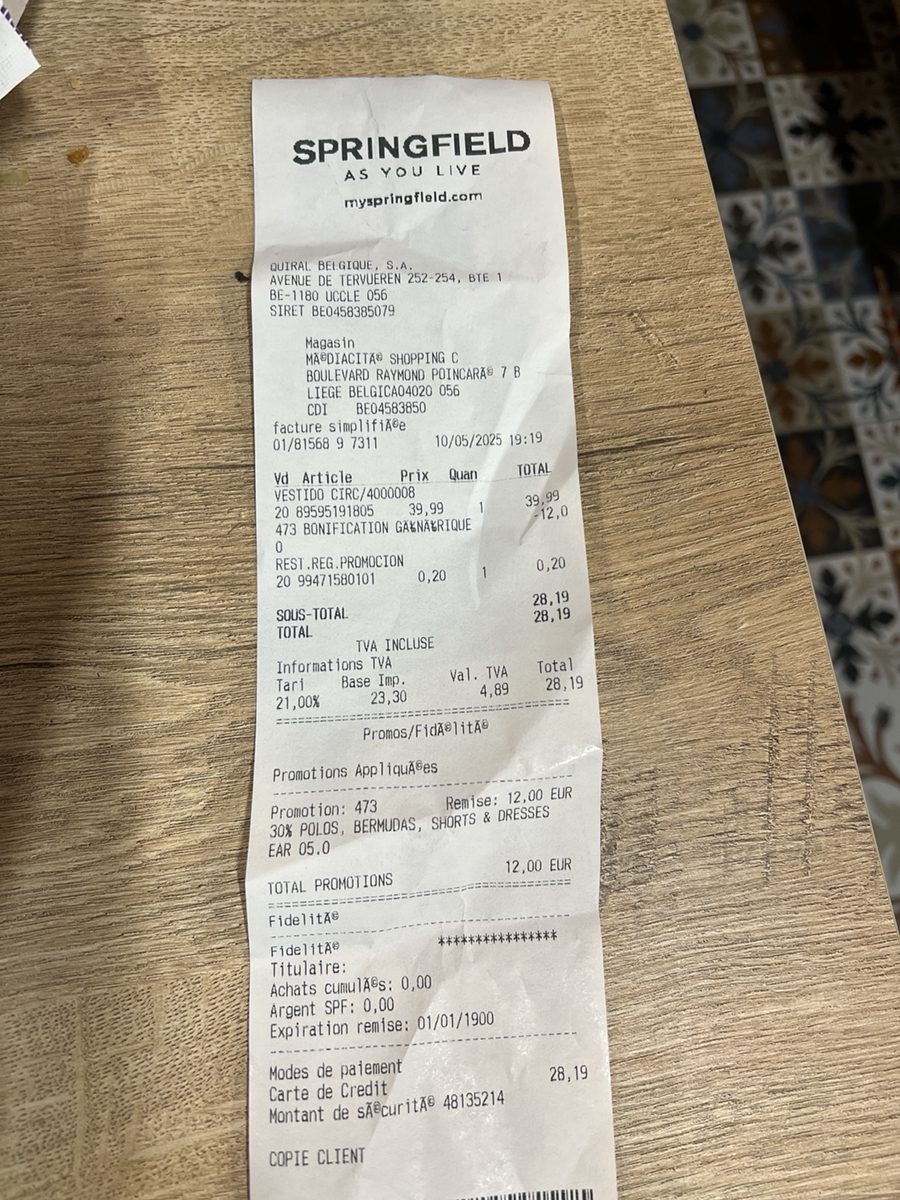 SPRINGFIELD
AS YOU LIVE
myspringfield.com
QUIRAL BELGIQUE, S.A.
AVENUE DE TERVUEREN 252-254, BTE 1
BE-1180 UCCLE 056
SIRET BE0458385079
Magasin
MÃ©DIACITÃ© SHOPPING C
BOULEVARD RAYMOND POINCARÃ© 7 B
LIEGE BELGICA04020 056
CDI BE04583850
facture simplifiÃ©e
01/81568 9 7311 10/05/2025 19:19
Vd Article Prix Quan TOTAL
VESTIDO CIRC/4000008
20 89595191805 39,99 1 39,99
473 BONIFICATION GÃ¥NÃ¥RIQUE -12,0
0
REST.REG.PROMOCION
20 99471580101 0,20 1 0,20
SOUS-TOTAL 28,19
TOTAL 28,19
TVA INCLUSE
Informations TVA
Tari Base Imp. Val. TVA Total
21,00% 23,30 4,89 28,19
Promos/FidÃ©litÃ©
Promotions AppliquÃ©es
Promotion: 473 Remise: 12,00 EUR
30% POLOS, BERMUDAS, SHORTS & DRESSES
EAR 05.0
TOTAL PROMOTIONS 12,00 EUR
FidelitÃ©
FidelitÃ© ****************
Titulaire:
Achats cumulÃ©s: 0,00
Argent SPF: 0,00
Expiration remise: 01/01/1900
Modes de paiement
Carte de Credit 28,19
Montant de sÃ©curitÃ© 48135214
COPIE CLIENT